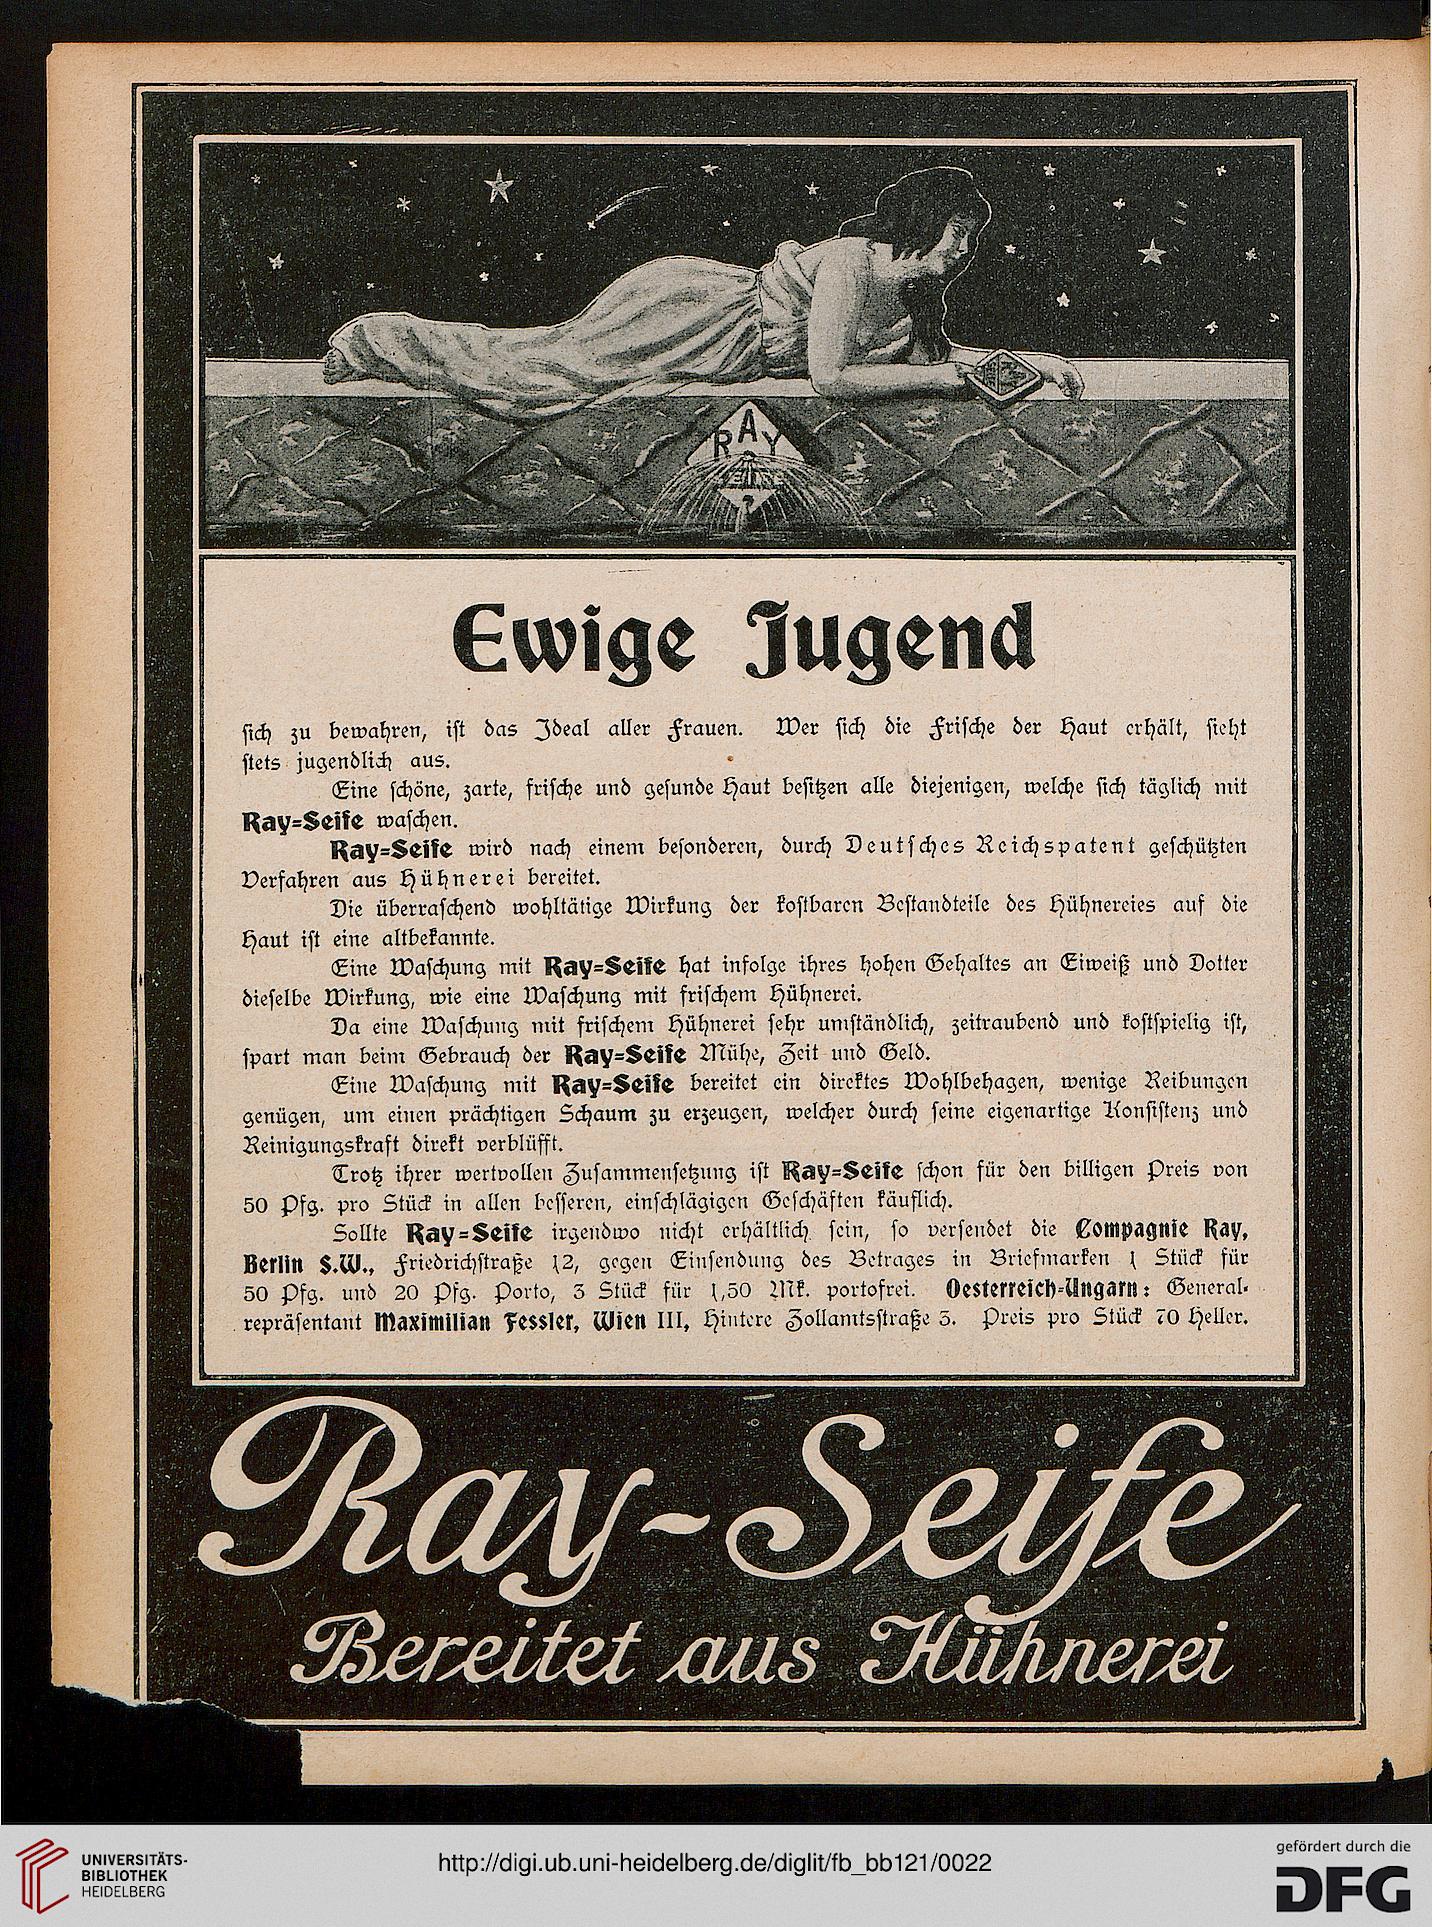 RAY
SEIFE
Ewige Jugend
sich zu bewahren, ist das Ideal aller Frauen. Wer sich die Frische der Haut erhält, sieht
stets jugendlich aus.
Eine schöne, zarte, frische und gesunde Haut besitzen alle diejenigen, welche sich täglich mit
Ray=Seife waschen.
Ray=Seife wird nach einem besonderen, durch Deutsches Reichspatent geschützten
Verfahren aus Hühnerei bereitet.
Die überraschend wohltätige Wirkung der kostbaren Bestandteile des Hühnereies auf die
Haut ist eine altbekannte.
Eine Waschung mit Ray=Seife hat infolge ihres hohen Gehaltes an Eiweiß und Dotter
dieselbe Wirkung, wie eine Waschung mit frischem Hühnerei.
Da eine Waschung mit frischem Hühnerei sehr umständlich, zeitraubend und kostspielig ist,
spart man beim Gebrauch der Ray=Seife Mühe, Zeit und Geld.
Eine Waschung mit Ray=Seife bereitet ein direktes Wohlbehagen, wenige Reibungen
genügen, um einen prächtigen Schaum zu erzeugen, welcher durch seine eigenartige Konsistenz und
Reinigungskraft direkt verblüfft.
Trotz ihrer wertvollen Zusammensetzung ist Ray=Seife schon für den billigen Preis von
50 Pfg. pro Stück in allen besseren, einschlägigen Geschäften käuflich.
Sollte Ray=Seife irgendwo nicht erhältlich sein, so versendet die Compagnie Ray,
Berlin S.W., Friedrichstraße 12, gegen Einsendung des Betrages in Briefmarken 1 Stück für
50 Pfg. und 20 Pfg. Porto, 3 Stück für 1,50 Mk. portofrei. Oesterreich-Ungarn: General-
repräsentant Maximilian Fessler, Wien III, Hintere Zollamtsstraße 3. Preis pro Stück 70 Heller.
Ray-Seife
Bereitet aus Hühnerei
UNIVERSITÄTS-
BIBLIOTHEK
HEIDELBERG
http://digi.ub.uni-heidelberg.de/diglit/fb_bb121/0022
gefördert durch die
DFG